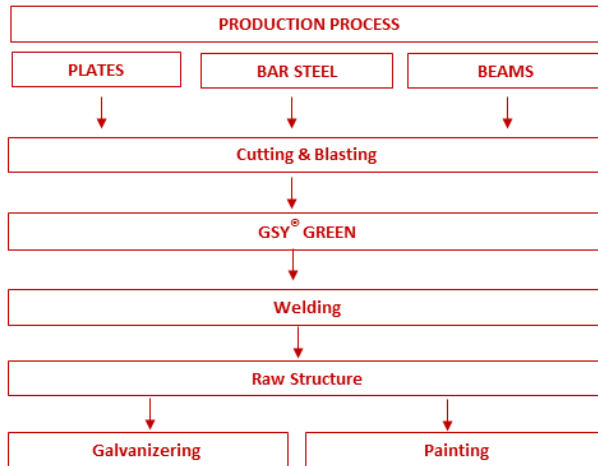 PRODUCTION PROCESS
PLATES
BAR STEEL
BEAMS
Cutting & Blasting
GSY® GREEN
Welding
Raw Structure
Galvanizering
Painting